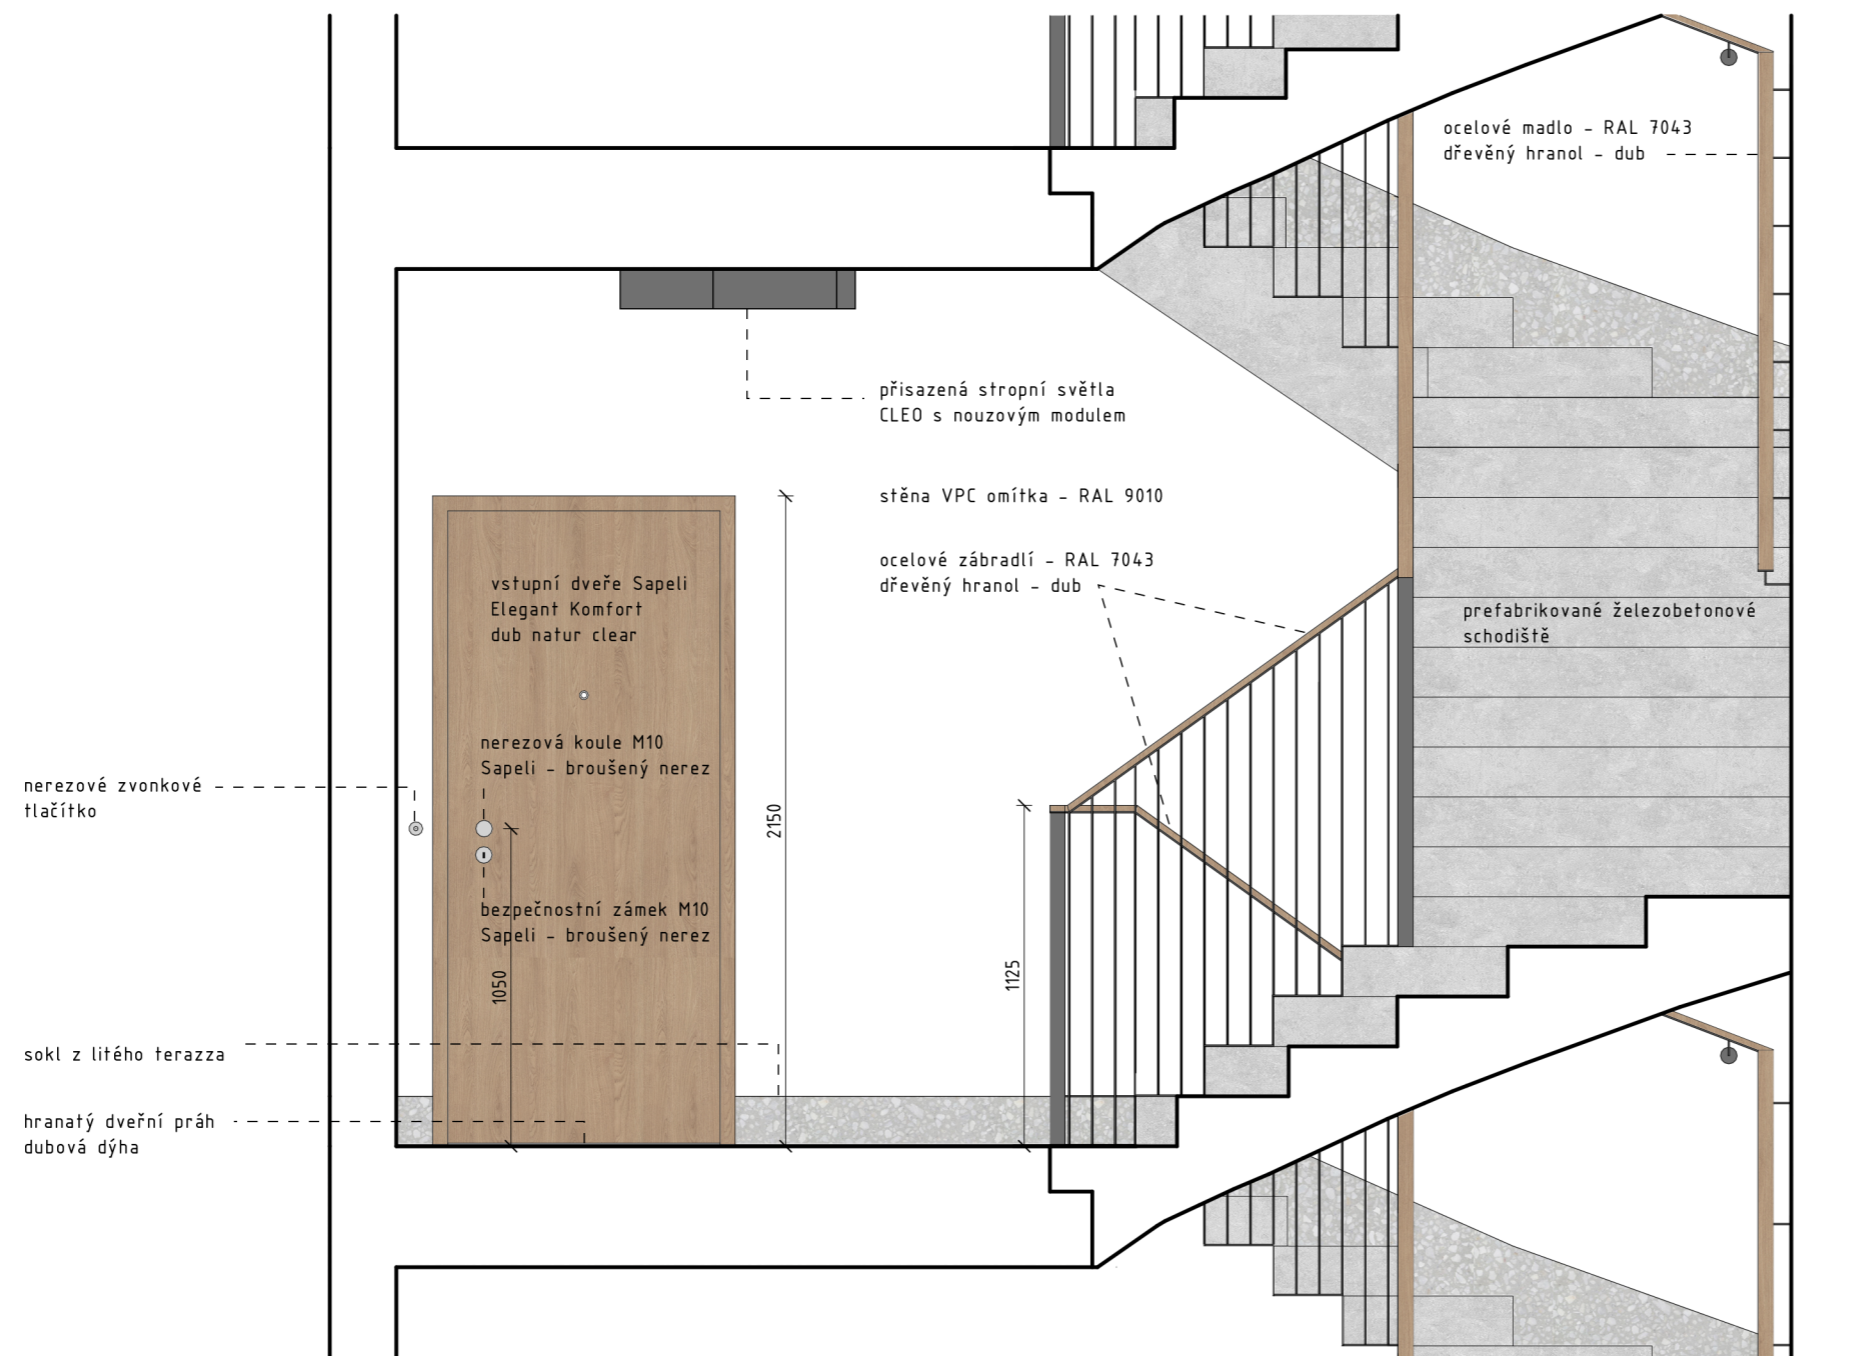 ocelové madlo - RAL 7043
dřevěný hranol - dub
přisazená stropní světla
CLEO s nouzovým modulem
stěna VPC omítka - RAL 9010
ocelové zábradlí - RAL 7043
dřevěný hranol - dub
vstupní dveře Sapeli
Elegant Komfort
dub natur clear
prefabrikované železobetonové
schodiště
nerezová koule M10
Sapeli - broušený nerez
nerezové zvonkové
tlačítko
2150
bezpečnostní zámek M10
Sapeli - broušený nerez
1050
1125
sokl z litého terazza
hranatý dveřní práh
dubová dýha